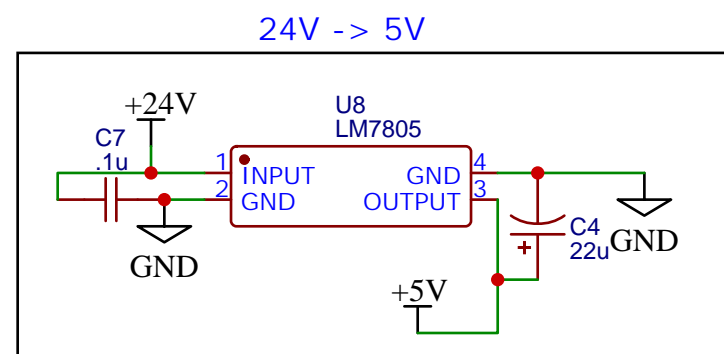 24V -> 5V
+24V
C7
.1u
U8
LM7805
1
INPUT
2
GND
GND
4
OUTPUT
3
GND
C4
22u
+
GND
+5V